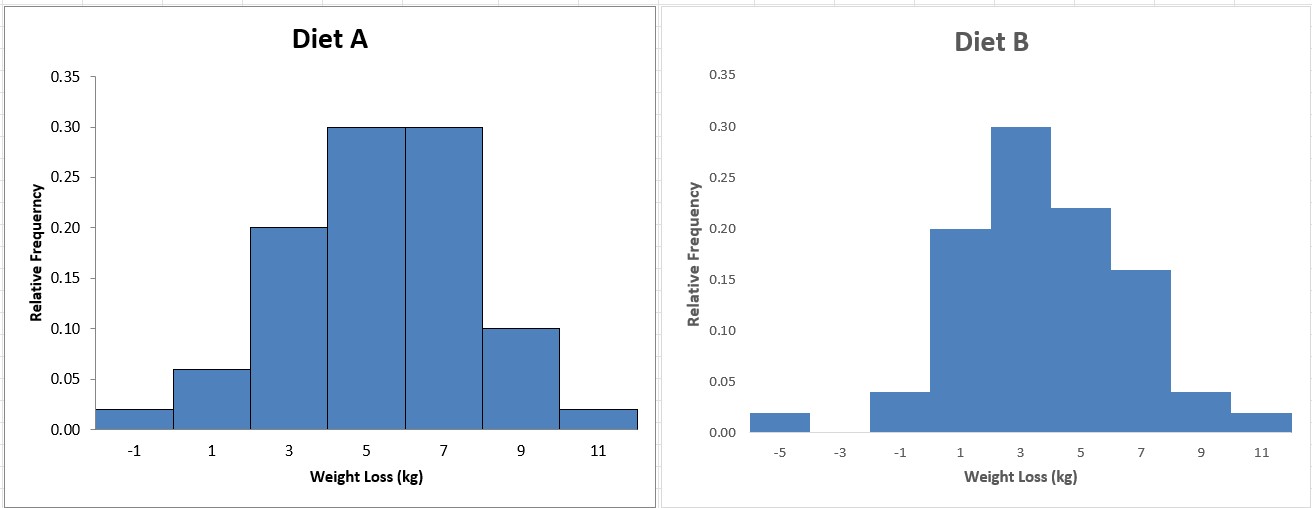 Diet A
0.35
0.30
0.25
0.20
0.15
0.10
0.05
0.00
Relative Frequerncy
-1 1 3 5 7 9 11
Weight Loss (kg)
Diet B
0.35
0.30
0.25
0.20
0.15
0.10
0.05
0.00
Relative Frequency
-5 -3 -1 1 3 5 7 9 11
Weight Loss (kg)